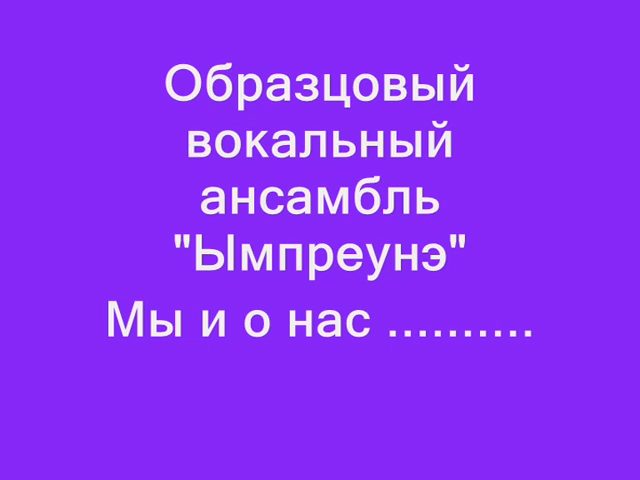 Образцовый
вокальный
ансамбль
"Ымпреунэ"
Мы и о нас ..........